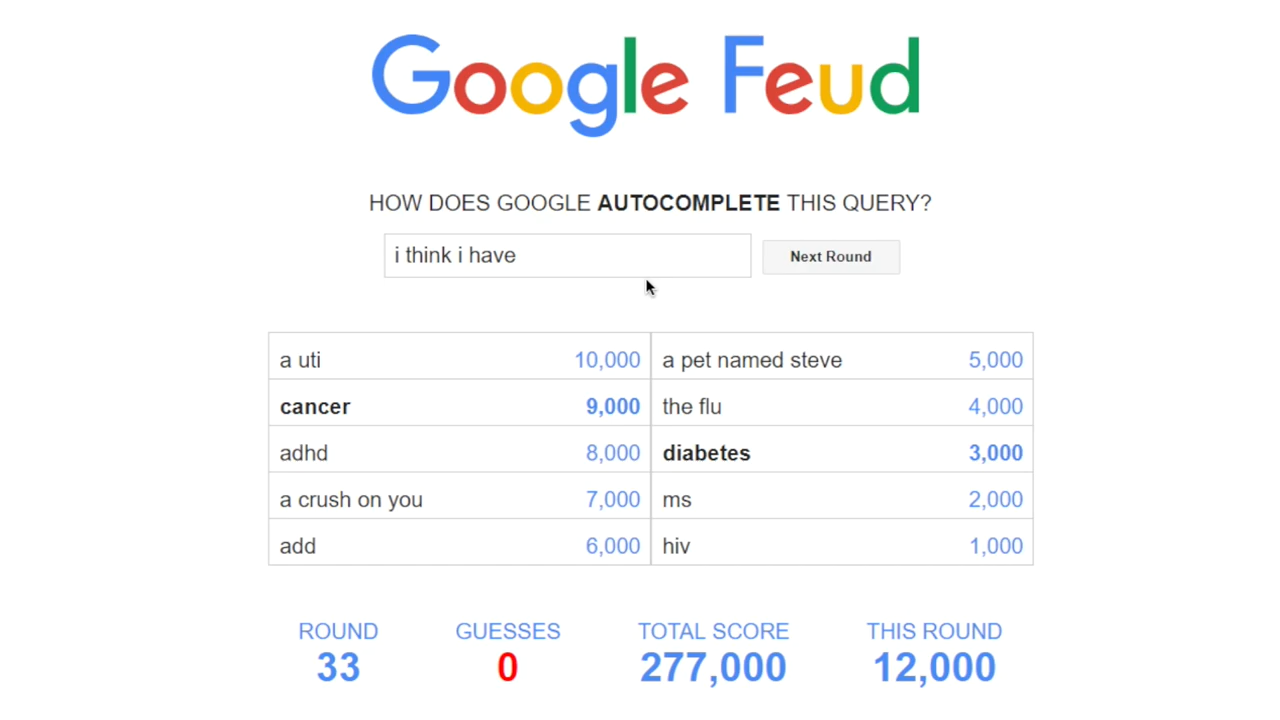 Google Feud
HOW DOES GOOGLE AUTOCOMPLETE THIS QUERY?
i think i have
Next Round
a uti 10,000 a pet named steve 5,000
cancer 9,000 the flu 4,000
adhd 8,000 diabetes 3,000
a crush on you 7,000 ms 2,000
add 6,000 hiv 1,000
ROUND GUESSES TOTAL SCORE THIS ROUND
33 0 277,000 12,000